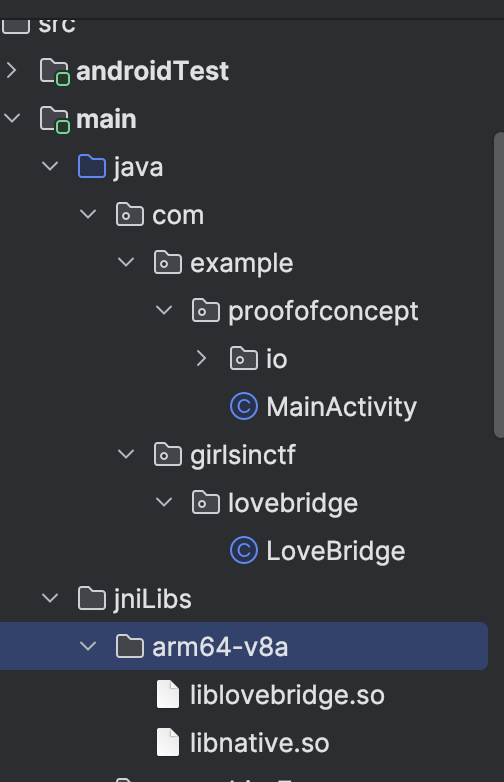 src
androidTest
main
java
com
example
proofofconcept
io
MainActivity
girlsinctf
lovebridge
LoveBridge
jniLibs
arm64-v8a
liblovebridge.so
libnative.so